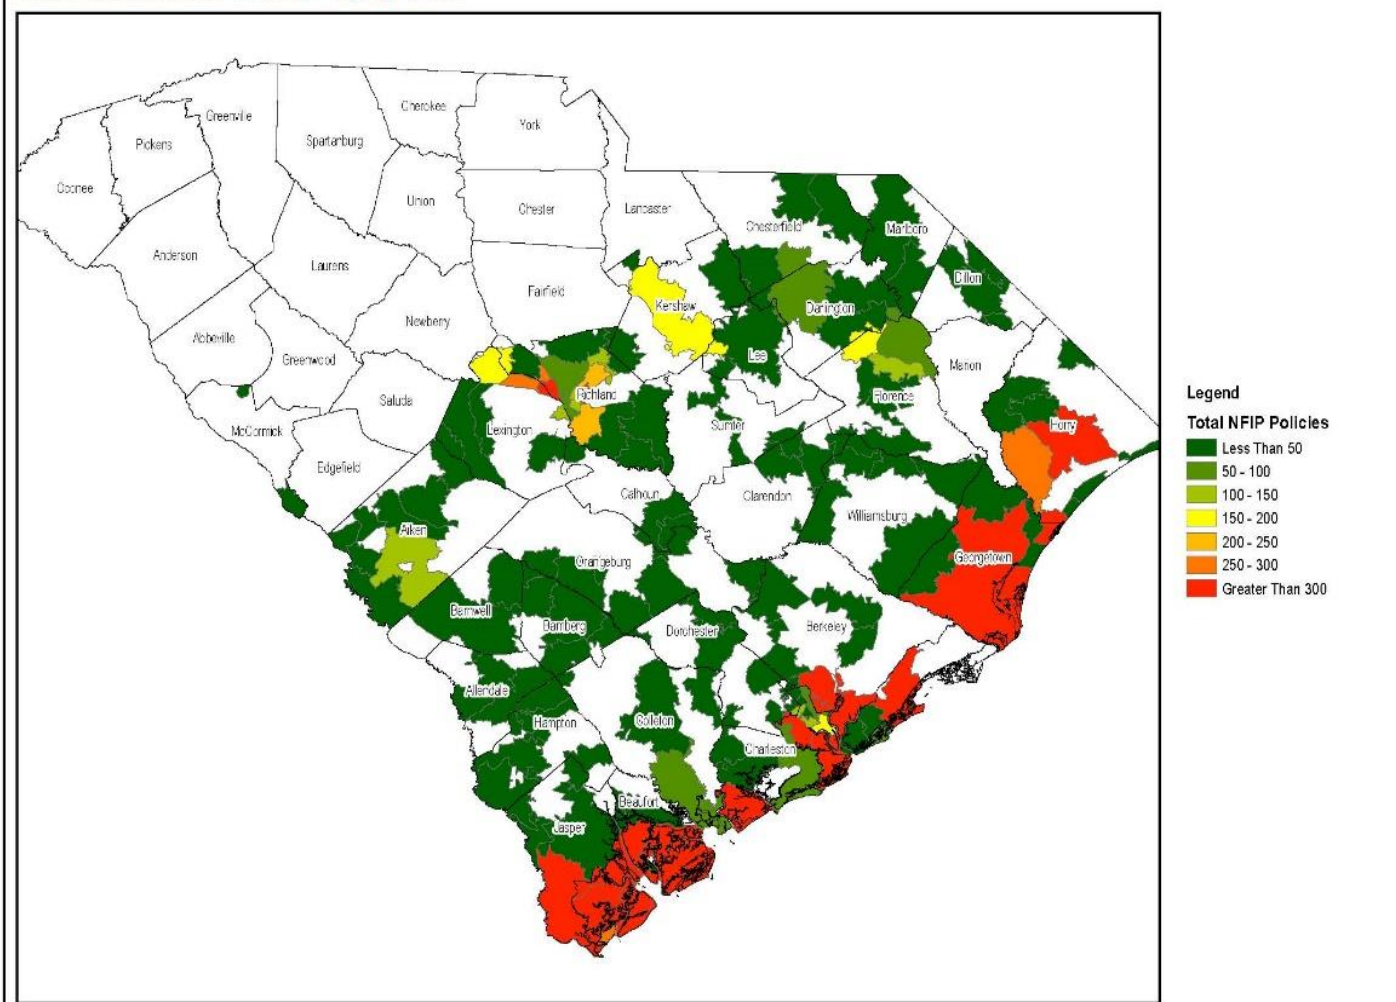 Cherokee
Greenville
York
Spartanburg
Pickens
Oconee
Union
Chester
Lancaster
Chesterfield
Marlboro
Anderson
Laurens
Dillon
Fairfield
Kershaw
Darlington
Newberry
Abbeville
Lee
Greenwood
Marion
Richland
Florence
Saluda
Sumter
Horry
McCormick
Lexington
Edgefield
Calhoun
Clarendon
Williamsburg
Aiken
Georgetown
Orangeburg
Barnwell
Bamberg
Dorchester
Berkeley
Allendale
Hampton
Colleton
Charleston
Beaufort
Jasper
Legend
Total NFIP Policies
Less Than 50
50 - 100
100 - 150
150 - 200
200 - 250
250 - 300
Greater Than 300